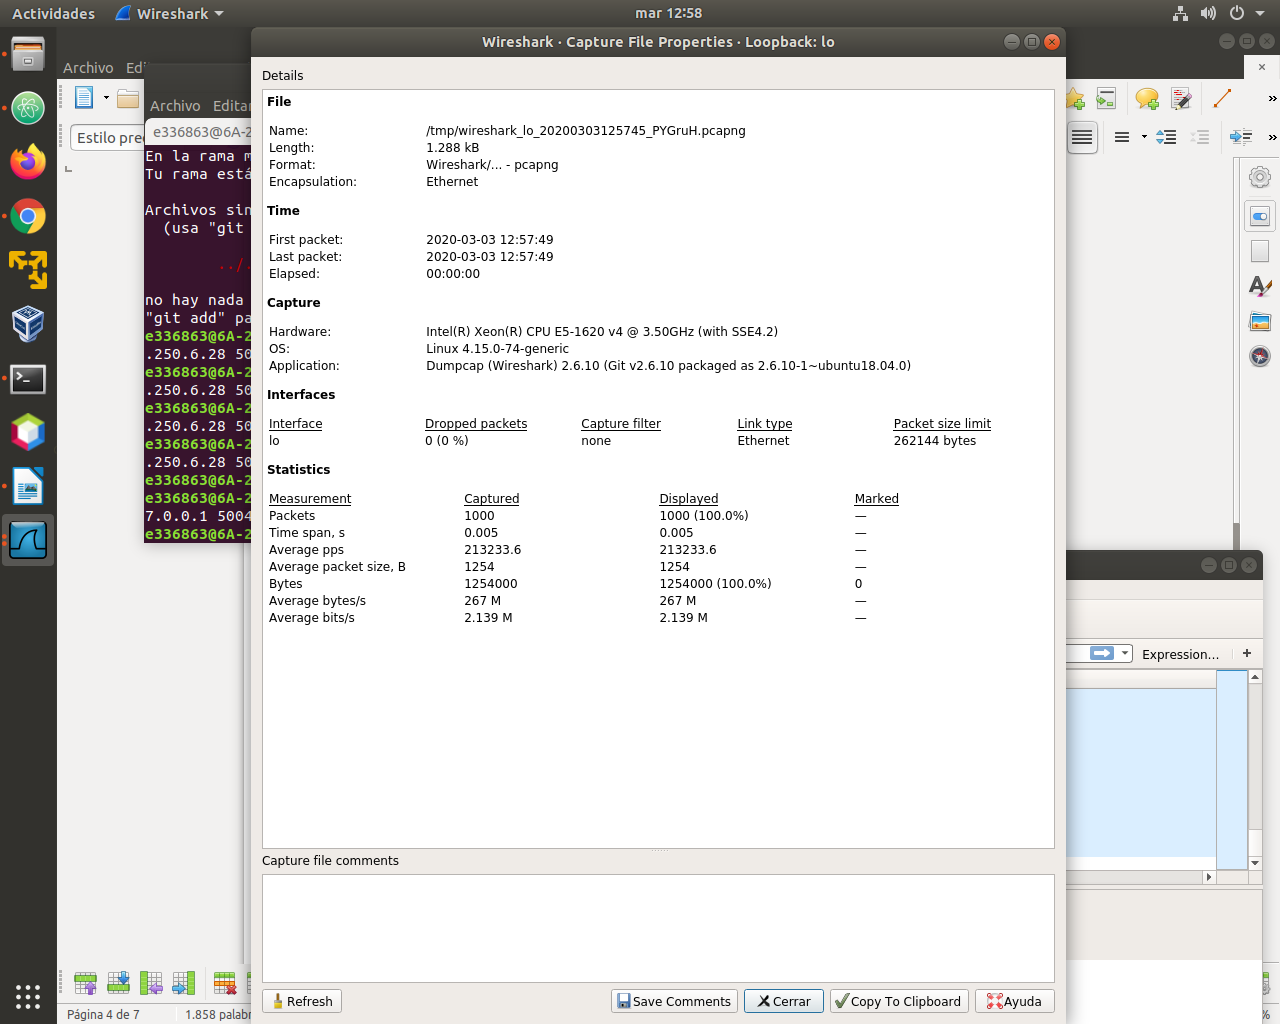 Actividades Wireshark mar 12:58
Wireshark · Capture File Properties · Loopback: lo
Archivo
Archivo Editar
Estilo
e336863@6A-2
En la rama
Tu rama está
Archivos sin
(usa "git
../.
no hay nada
"git add" pa
e336863@6A-2
.250.6.28 50
e336863@6A-2
.250.6.28 50
e336863@6A-2
.250.6.28 50
e336863@6A-2
.250.6.28 50
e336863@6A-2
e336863@6A-2
7.0.0.1 5004
e336863@6A-2
Details
File
Name: /tmp/wireshark_lo_20200303125745_PYGruH.pcapng
Length: 1.288 kB
Format: Wireshark/... - pcapng
Encapsulation: Ethernet
Time
First packet: 2020-03-03 12:57:49
Last packet: 2020-03-03 12:57:49
Elapsed: 00:00:00
Capture
Hardware: Intel(R) Xeon(R) CPU E5-1620 v4 @ 3.50GHz (with SSE4.2)
OS: Linux 4.15.0-74-generic
Application: Dumpcap (Wireshark) 2.6.10 (Git v2.6.10 packaged as 2.6.10-1~ubuntu18.04.0)
Interfaces
Interface Dropped packets Capture filter Link type Packet size limit
lo 0 (0 %) none Ethernet 262144 bytes
Statistics
Measurement Captured Displayed Marked
Packets 1000 1000 (100.0%) —
Time span, s 0.005 0.005 —
Average pps 213233.6 213233.6 —
Average packet size, B 1254 1254 —
Bytes 1254000 1254000 (100.0%) 0
Average bytes/s 267 M 267 M —
Average bits/s 2.139 M 2.139 M —
Expression... +
Capture file comments
Refresh Save Comments Cerrar Copy To Clipboard Ayuda
Página 4 de 7 1.858 %